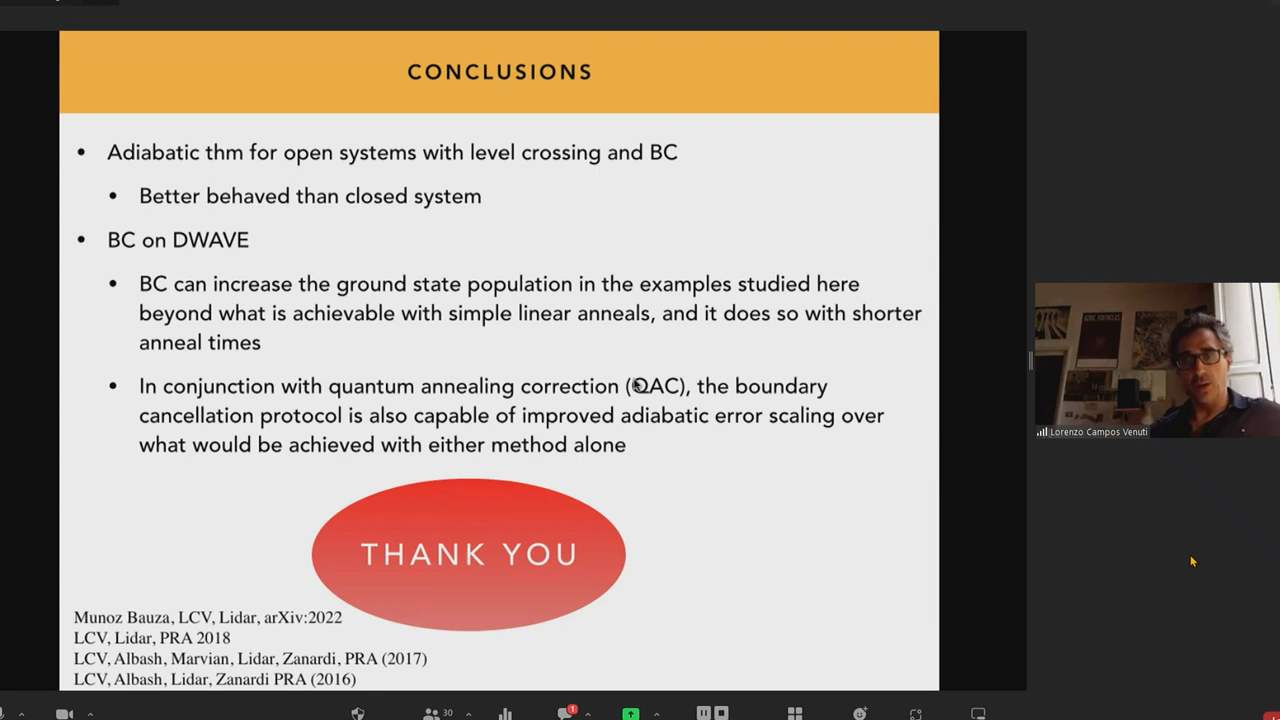 CONCLUSIONS
• Adiabatic thm for open systems with level crossing and BC
• Better behaved than closed system
• BC on DWAVE
• BC can increase the ground state population in the examples studied here
beyond what is achievable with simple linear anneals, and it does so with shorter
anneal times
• In conjunction with quantum annealing correction (QAC), the boundary
cancellation protocol is also capable of improved adiabatic error scaling over
what would be achieved with either method alone
THANK YOU
Munoz Bauza, LCV, Lidar, arXiv:2022
LCV, Lidar, PRA 2018
LCV, Albash, Marvian, Lidar, Zanardi, PRA (2017)
LCV, Albash, Lidar, Zanardi PRA (2016)
Lorenzo Campos Venuti
30
1